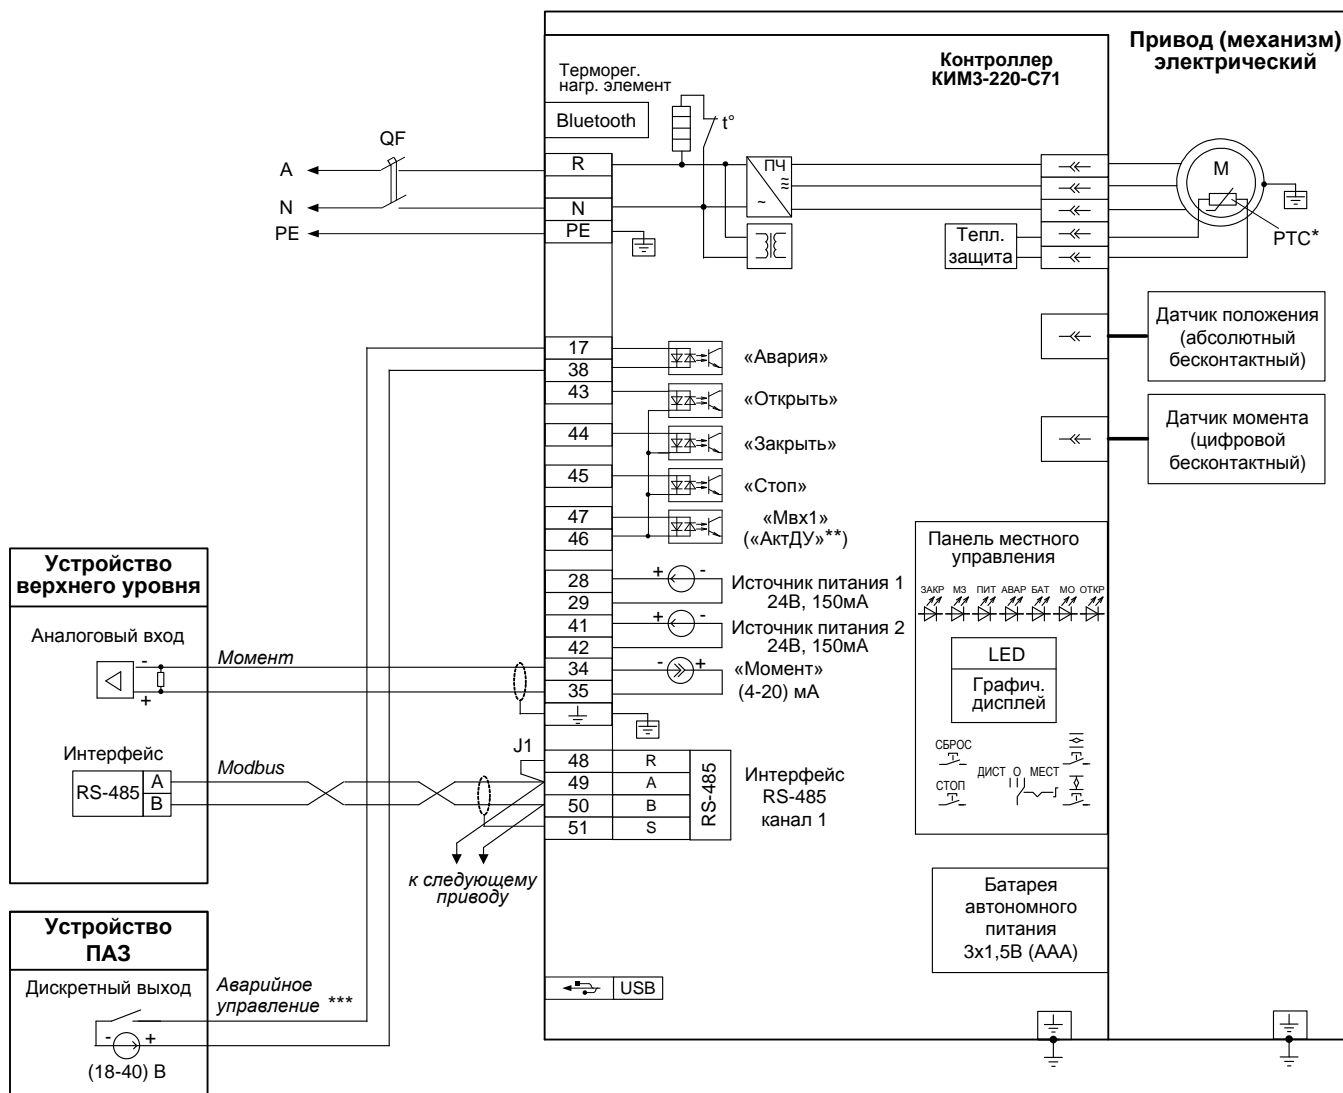 Привод (механизм)
электрический
Контроллер
КИМ3-220-С71
Терморег.
нагр. элемент
Bluetooth
t°
QF
A
N
PE
R
N
PE
ПЧ
~
≈
M
PTC*
Тепл.
защита
Датчик положения
(абсолютный
бесконтактный)
Датчик момента
(цифровой
бесконтактный)
17
38
43
44
45
47
46
«Авария»
«Открыть»
«Закрыть»
«Стоп»
«Мвх1»
(«АктДУ»**)
28
29
41
42
34
35
+ -
Источник питания 1
24В, 150мА
+ -
Источник питания 2
24В, 150мА
- +
«Момент»
(4-20) мА
Панель местного
управления
ЗАКР МЗ ПИТ АВАР БАТ МО ОТКР
LED
Графич.
дисплей
СБРОС
СТОП
ДИСТ О МЕСТ
Устройство
верхнего уровня
Аналоговый вход
-
+
Момент
Интерфейс
RS-485
A
B
Modbus
J1
48 R
49 A
50 B
51 S
RS-485
Интерфейс
RS-485
канал 1
к следующему
приводу
Батарея
автономного
питания
3x1,5В (ААА)
Устройство
ПАЗ
Дискретный выход
- +
(18-40) В
Аварийное
управление ***
USB